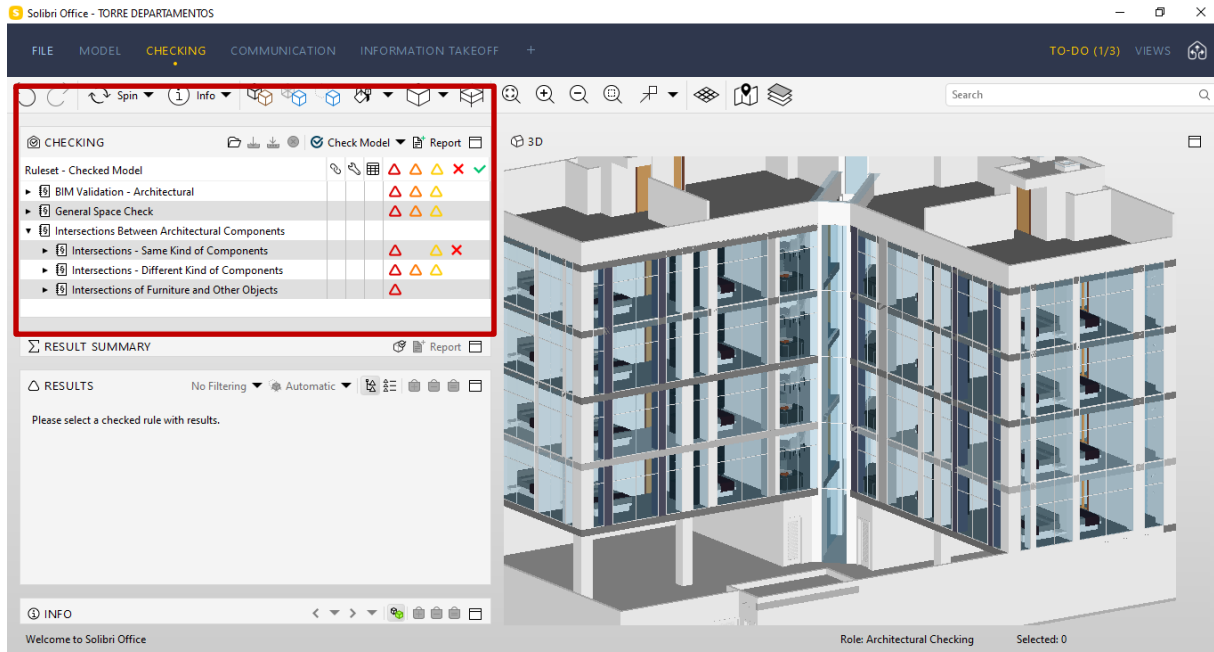 Solibri Office - TORRE DEPARTAMENTOS
FILE MODEL CHECKING COMMUNICATION INFORMATION TAKEOFF + TO-DO (1/3) VIEWS
Spin Info Search
CHECKING Check Model Report 3D
Ruleset - Checked Model
BIM Validation - Architectural
General Space Check
Intersections Between Architectural Components
Intersections - Same Kind of Components
Intersections - Different Kind of Components
Intersections of Furniture and Other Objects
RESULT SUMMARY Report
RESULTS No Filtering Automatic
Please select a checked rule with results.
INFO
Welcome to Solibri Office Role: Architectural Checking Selected: 0